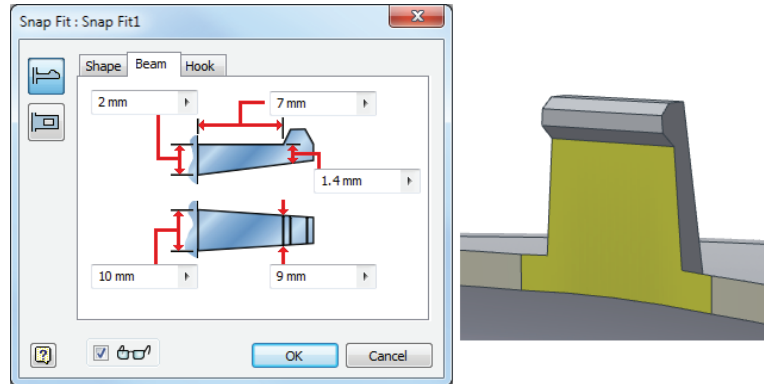 Snap Fit : Snap Fit1
Shape Beam Hook
2 mm 7 mm
1.4 mm
10 mm 9 mm
OK Cancel